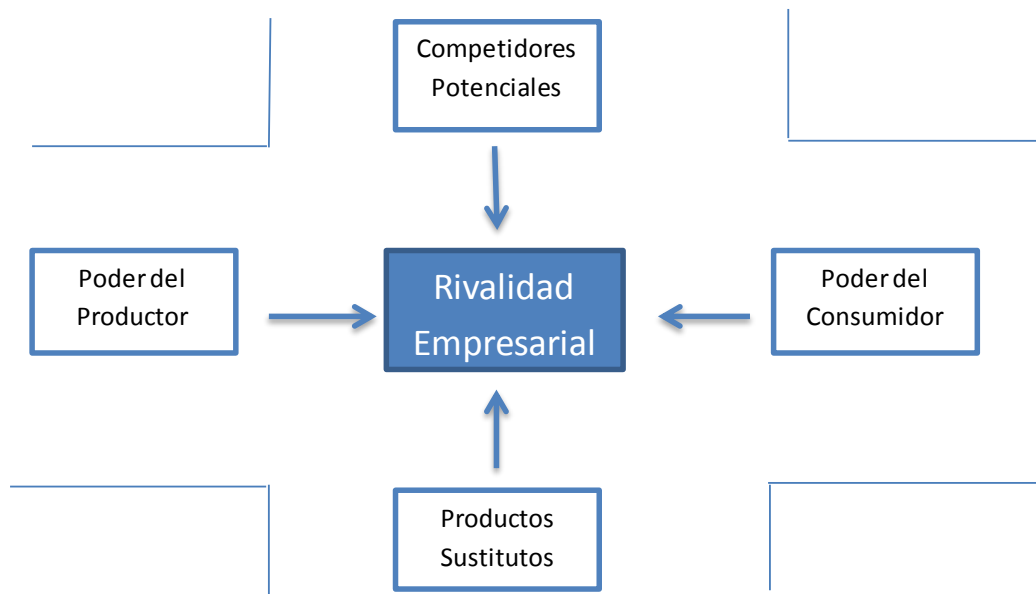 Competidores
Potenciales
Poder del
Productor
Rivalidad
Empresarial
Poder del
Consumidor
Productos
Sustitutos